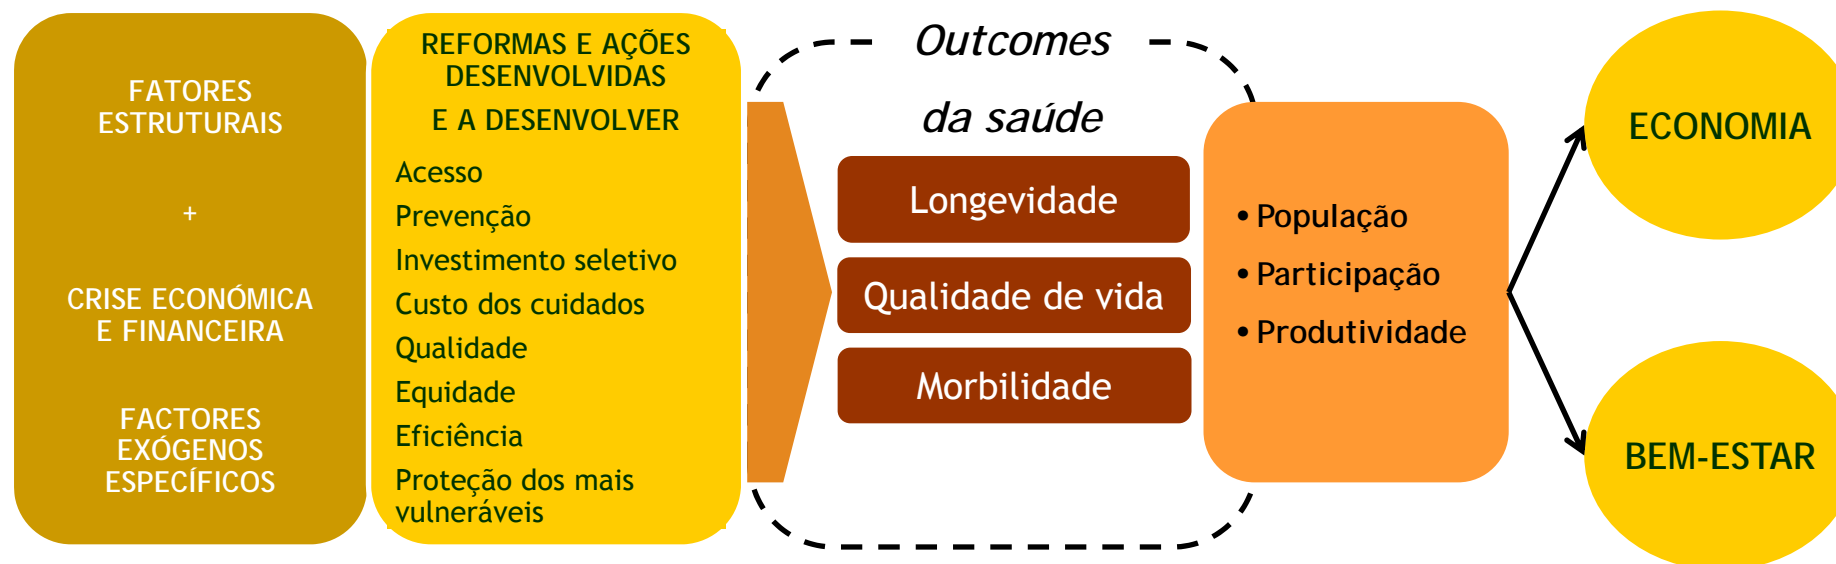 FATORES
ESTRUTURAIS
+
CRISE ECONÓMICA
E FINANCEIRA
FACTORES
EXÓGENOS
ESPECÍFICOS
REFORMAS E AÇÕES
DESENVOLVIDAS
E A DESENVOLVER
Acesso
Prevenção
Investimento seletivo
Custo dos cuidados
Qualidade
Equidade
Eficiência
Proteção dos mais
vulneráveis
Outcomes
da saúde
Longevidade
Qualidade de vida
Morbilidade
• População
• Participação
• Produtividade
ECONOMIA
BEM-ESTAR